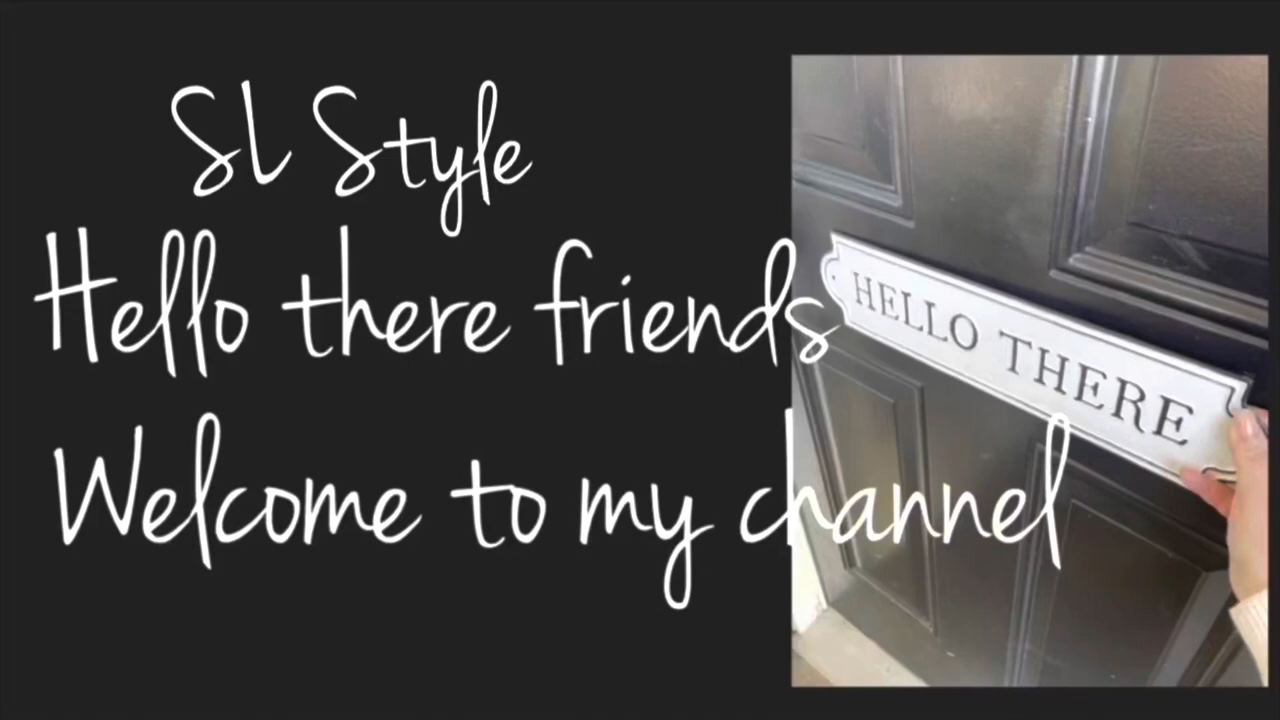 SL Style
Hello there friends
HELLO THERE
Welcome to my channel